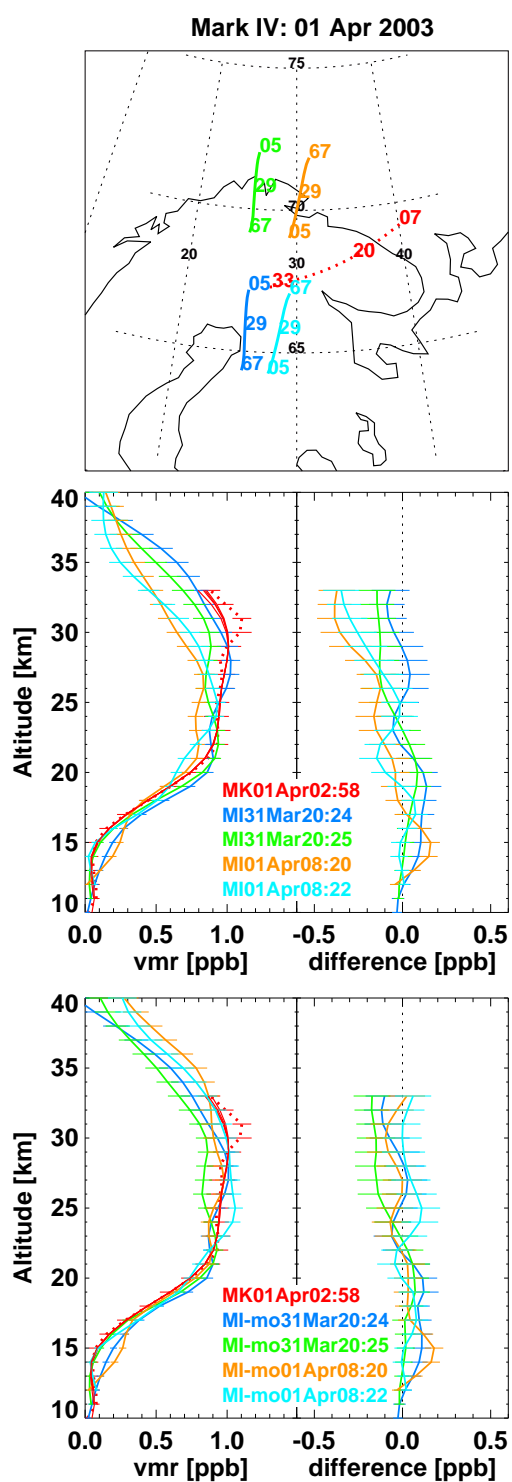 Mark IV: 01 Apr 2003
75
05
67
29
29
70
67
05
07
20
20
40
30
33
05
67
29
29
65
67
05
40
35
30
25
20
15
10
Altitude [km]
MK01Apr02:58
MI31Mar20:24
MI31Mar20:25
MI01Apr08:20
MI01Apr08:22
0.0 0.5 1.0 -0.5 0.0 0.5
vmr [ppb] difference [ppb]
40
35
30
25
20
15
10
Altitude [km]
MK01Apr02:58
MI-mo31Mar20:24
MI-mo31Mar20:25
MI-mo01Apr08:20
MI-mo01Apr08:22
0.0 0.5 1.0 -0.5 0.0 0.5
vmr [ppb] difference [ppb]